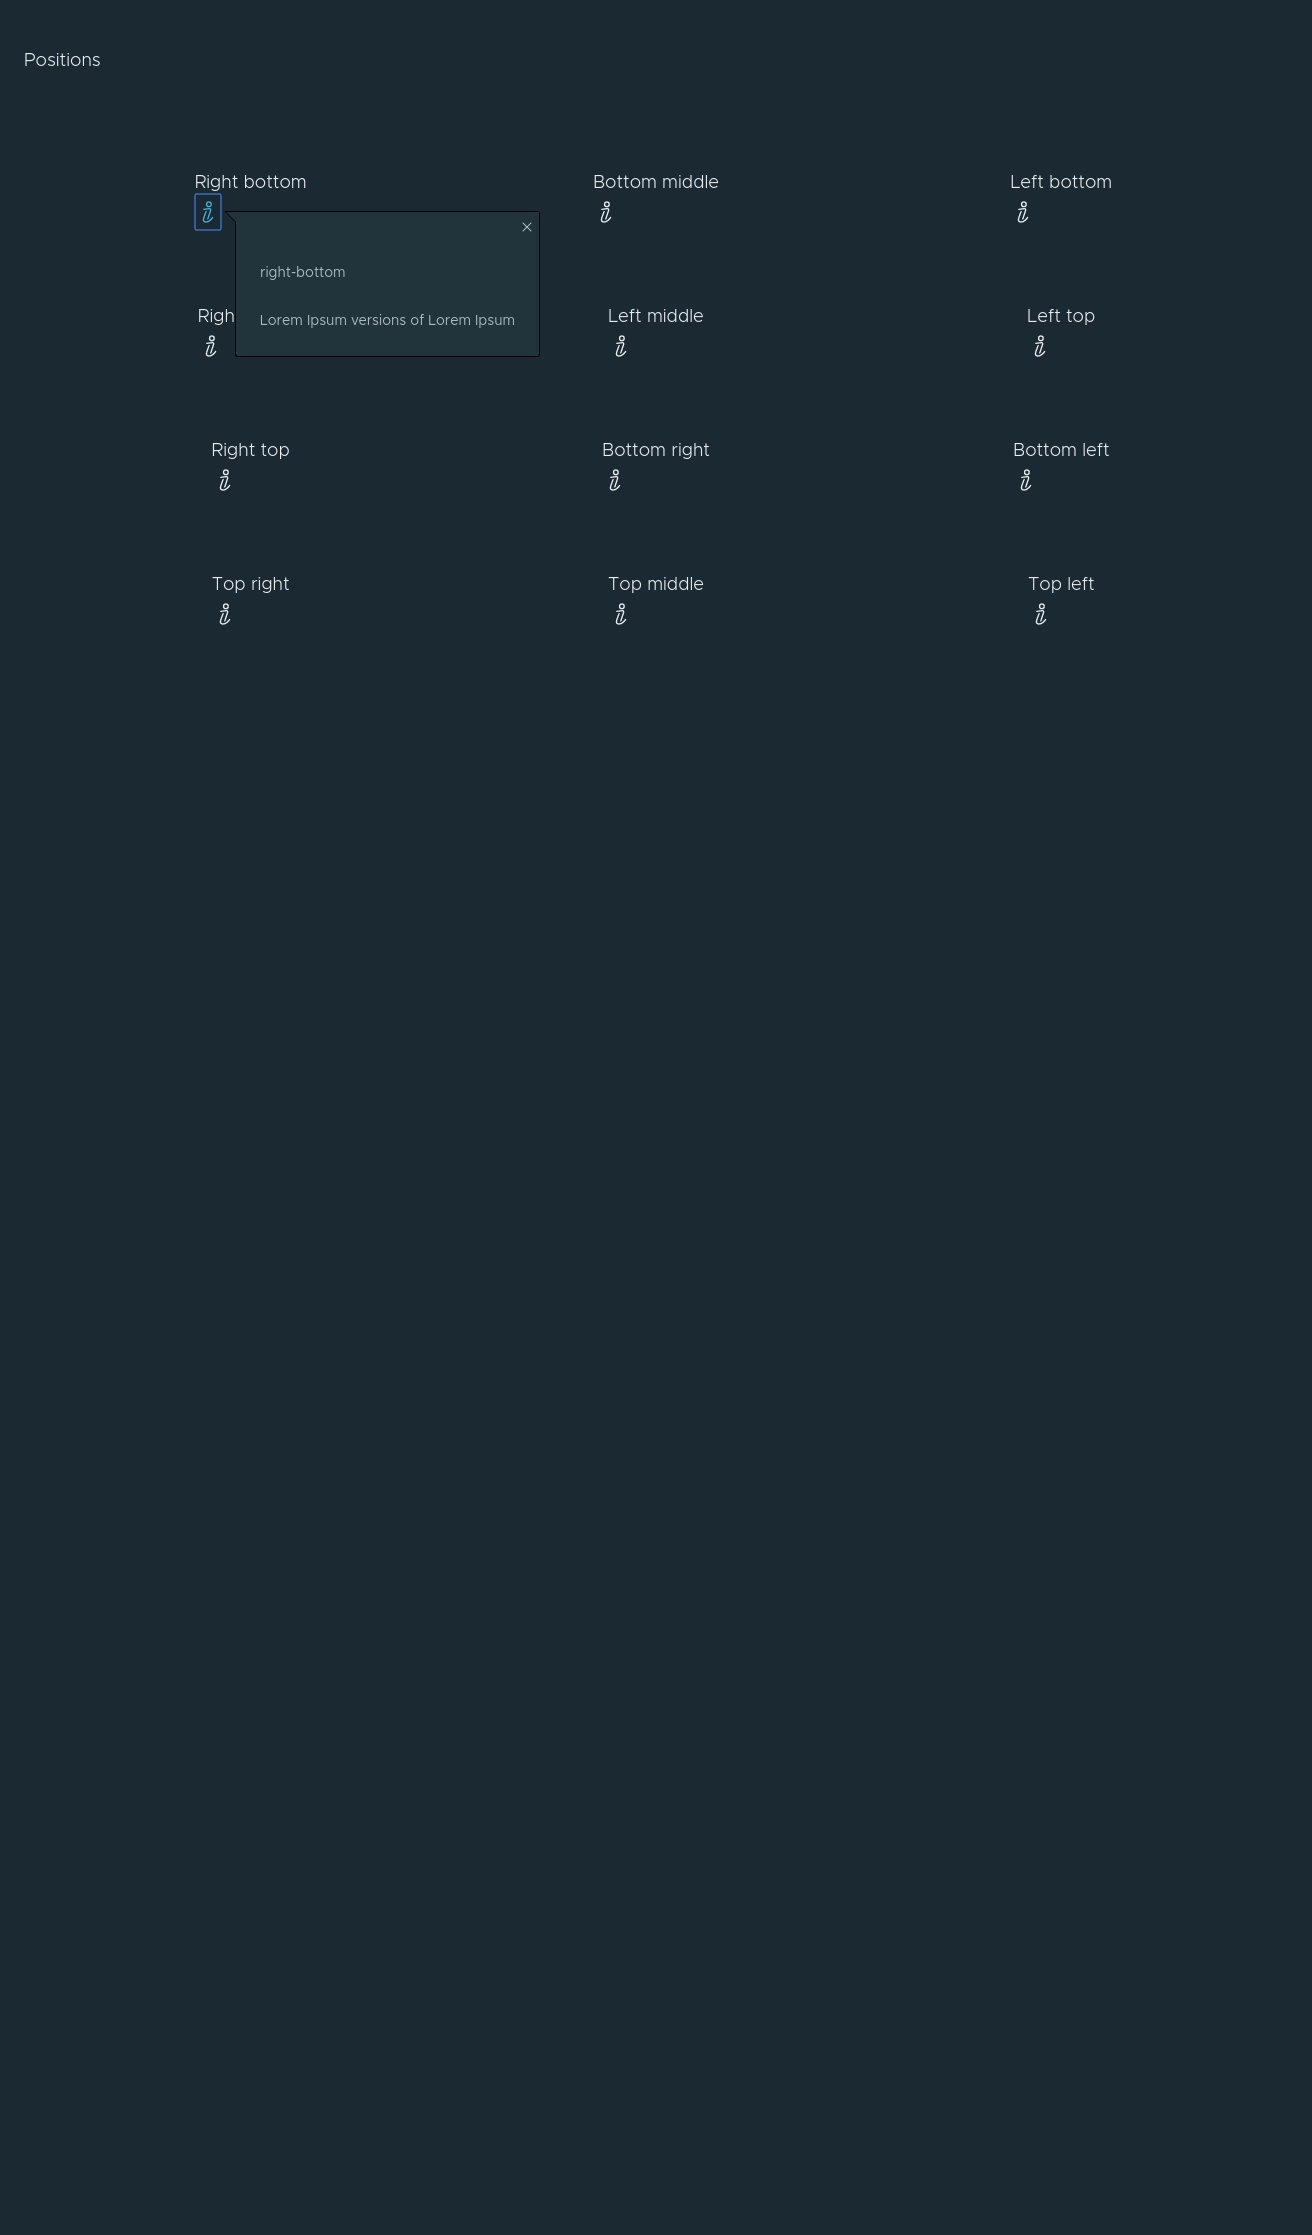 Positions
Right bottom
Bottom middle
Left bottom
right-bottom
Lorem Ipsum versions of Lorem Ipsum
Left middle
Left top
Right top
Bottom right
Bottom left
Top right
Top middle
Top left